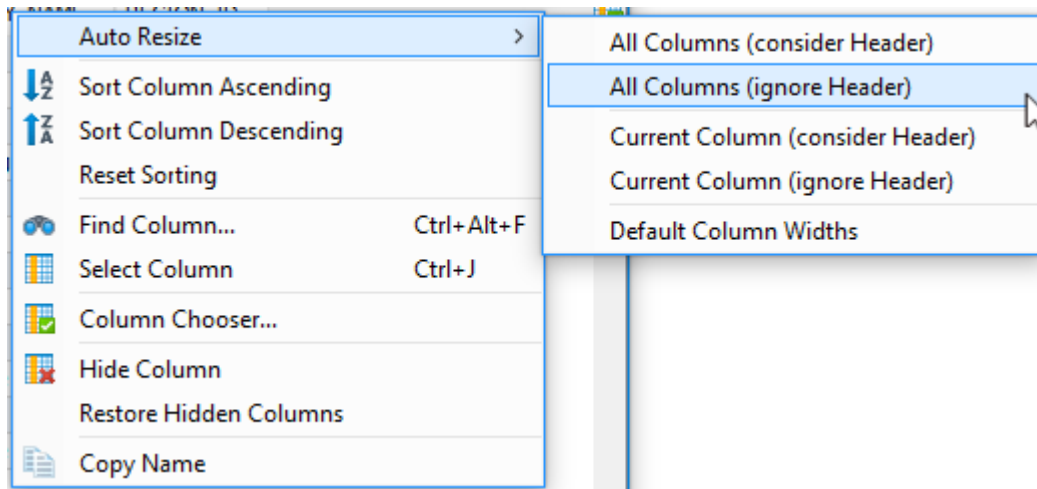 Auto Resize
Sort Column Ascending
Sort Column Descending
Reset Sorting
Find Column... Ctrl+Alt+F
Select Column Ctrl+J
Column Chooser...
Hide Column
Restore Hidden Columns
Copy Name
All Columns (consider Header)
All Columns (ignore Header)
Current Column (consider Header)
Current Column (ignore Header)
Default Column Widths